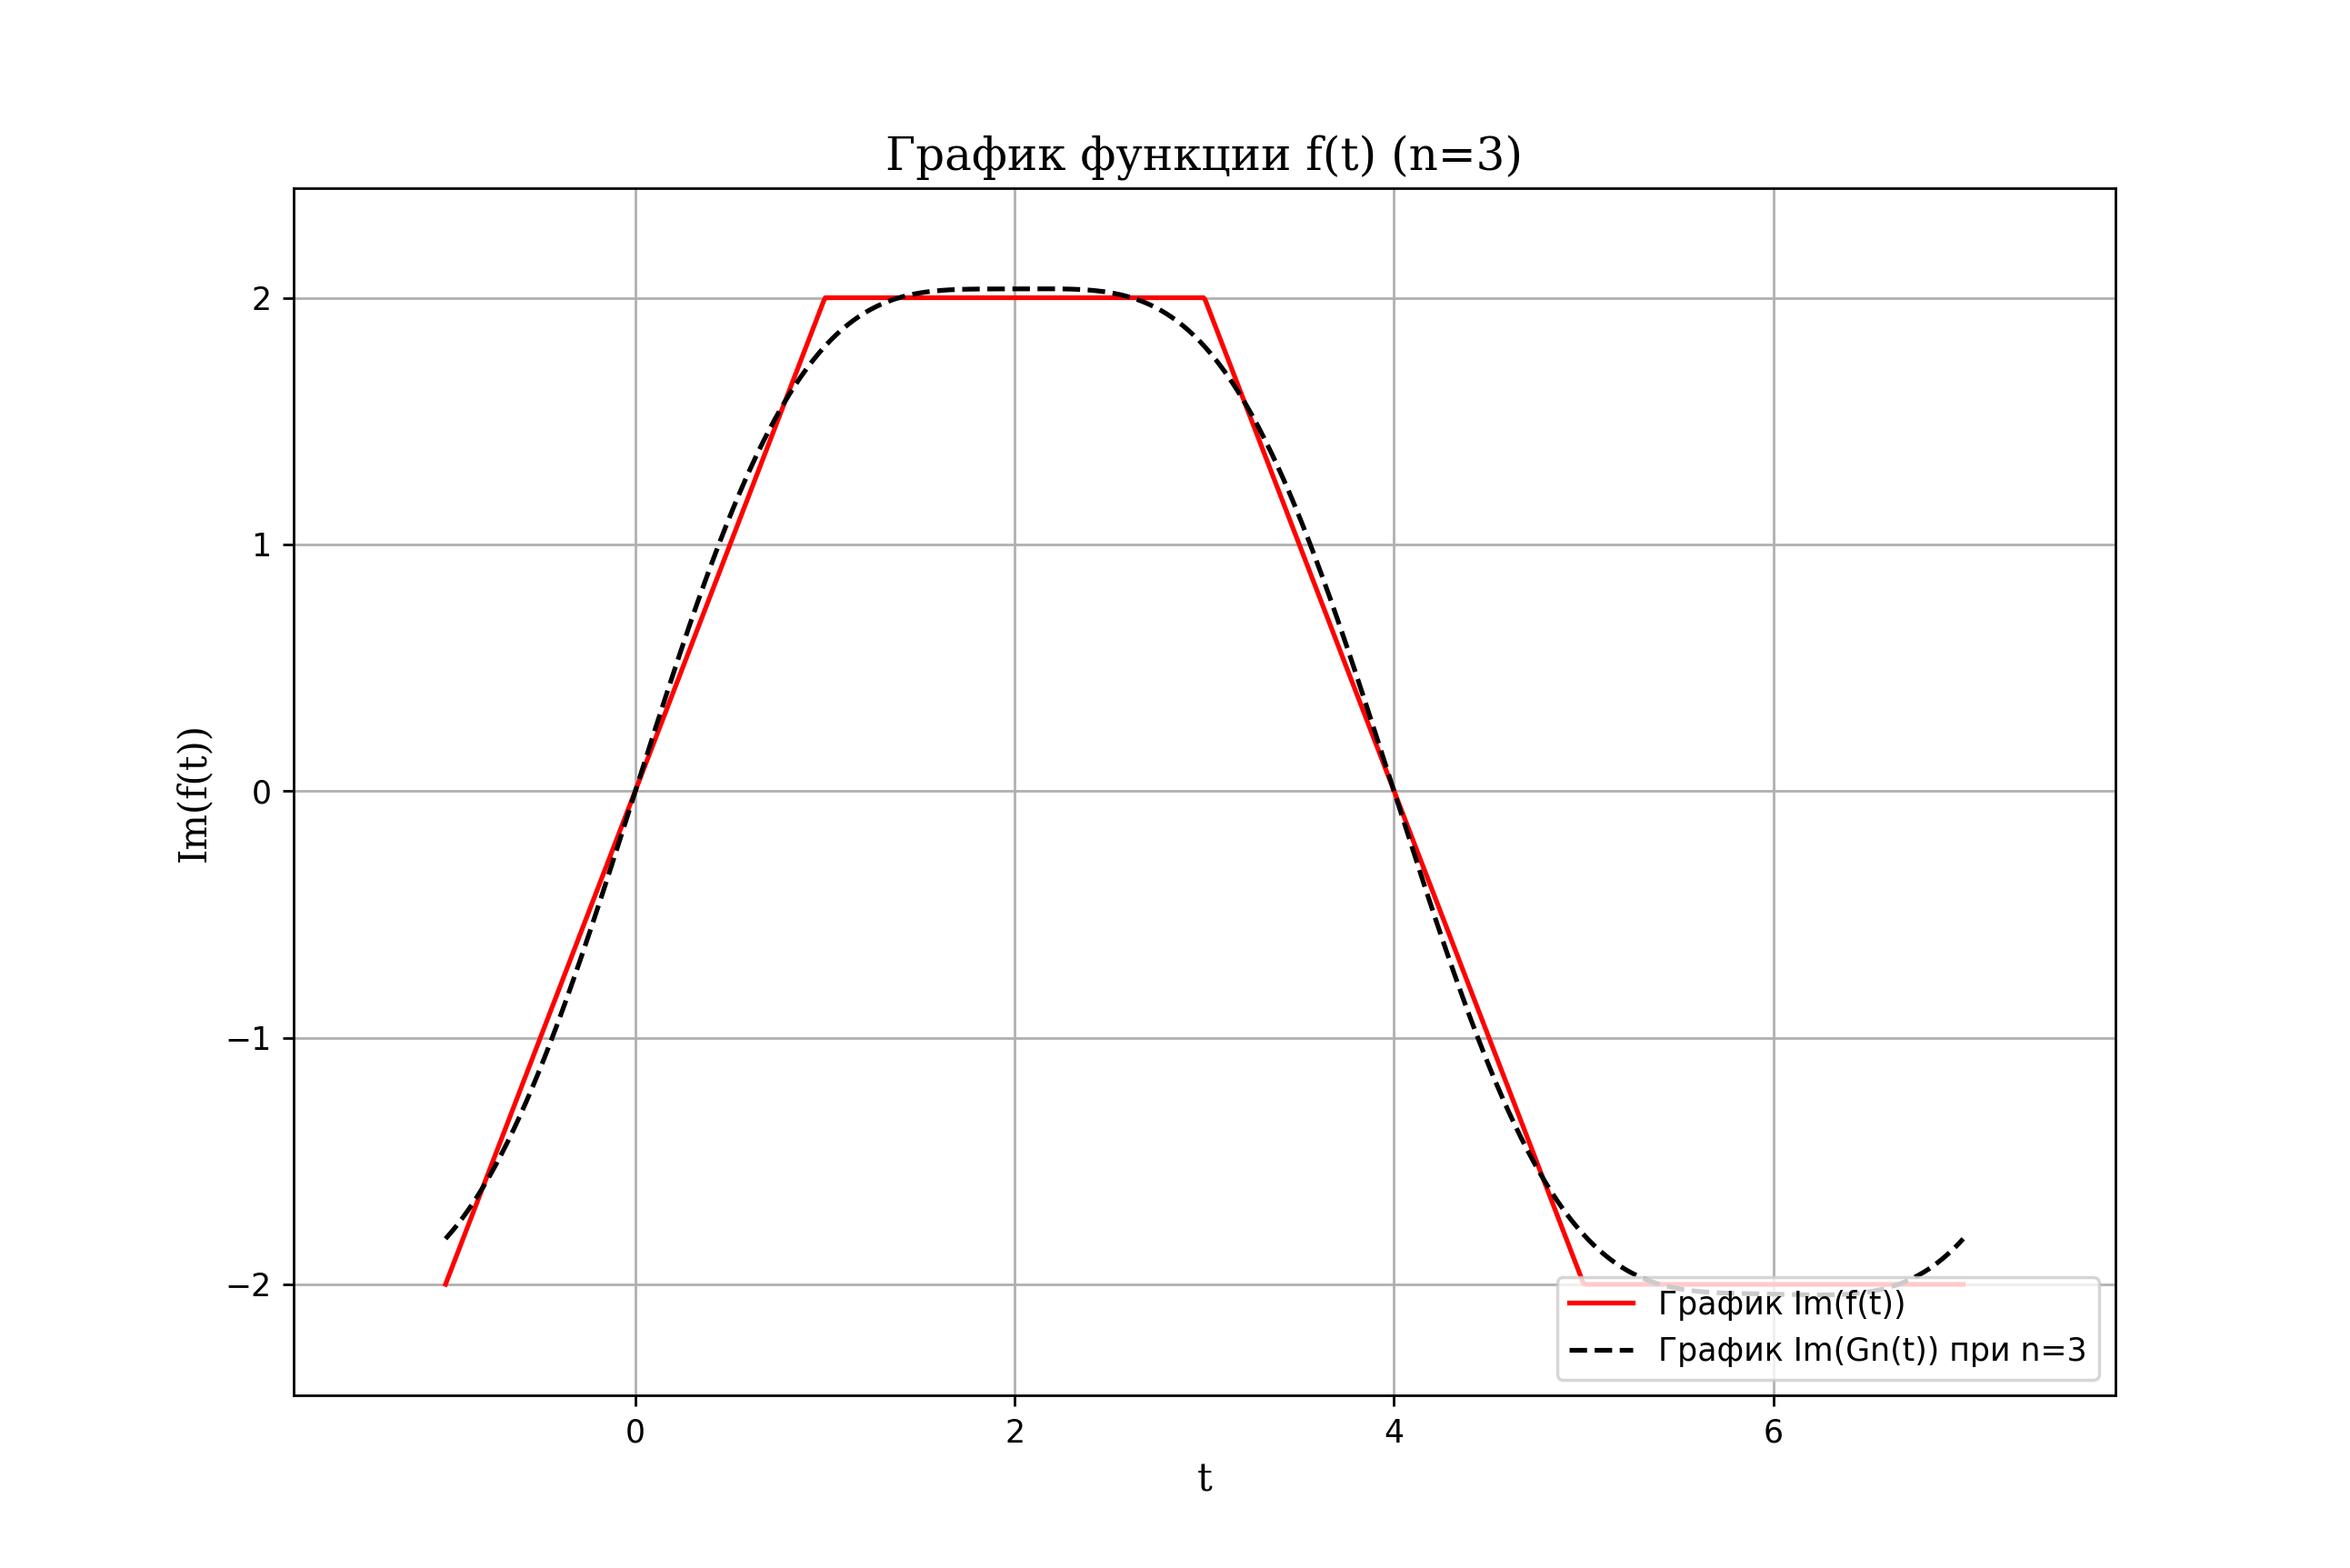 График функции f(t) (n=3)
Im(f(t))
2
1
0
−1
−2
0 2 4 6
t
График Im(f(t))
График Im(Gn(t)) при n=3